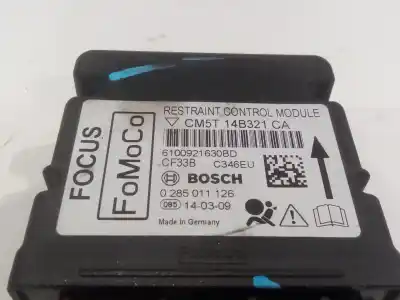 FOCUS
FoMoCo
RESTRAINT CONTROL MODULE
CM5T 14B321 CA
6100921630BD
CF33B C346EU
BOSCH
0 285 011 126
085 14-03-09
Made in Germany